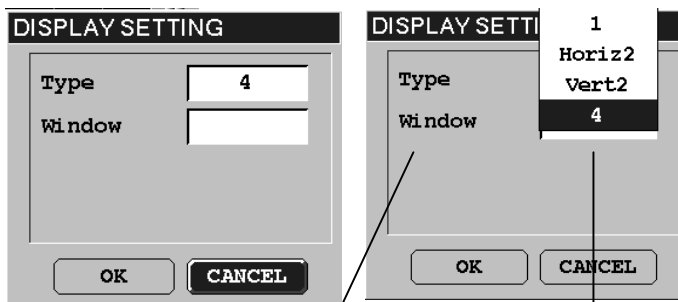 DISPLAY SETTING
Type 4
Window
OK CANCEL
DISPLAY SETTI
1
Horiz2
Vert2
4
Type
Window
OK CANCEL